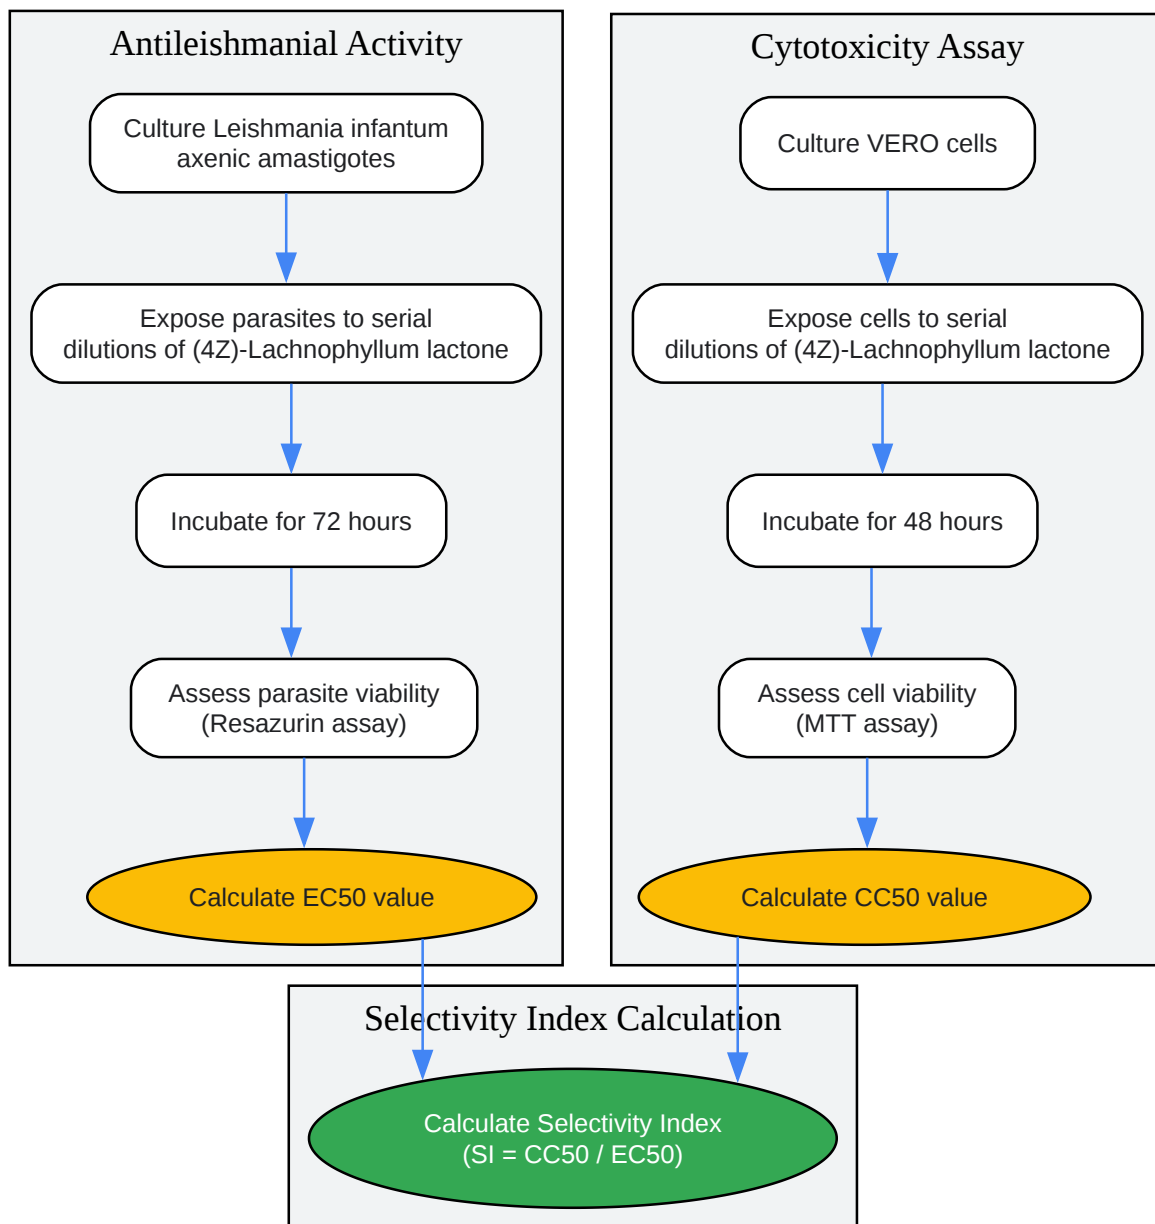 Antileishmanial Activity
Culture Leishmania infantum
axenic amastigotes
Expose parasites to serial
dilutions of (4Z)-Lachnophyllum lactone
Incubate for 72 hours
Assess parasite viability
(Resazurin assay)
Calculate EC50 value
Cytotoxicity Assay
Culture VERO cells
Expose cells to serial
dilutions of (4Z)-Lachnophyllum lactone
Incubate for 48 hours
Assess cell viability
(MTT assay)
Calculate CC50 value
Selectivity Index Calculation
Calculate Selectivity Index
(SI = CC50 / EC50)